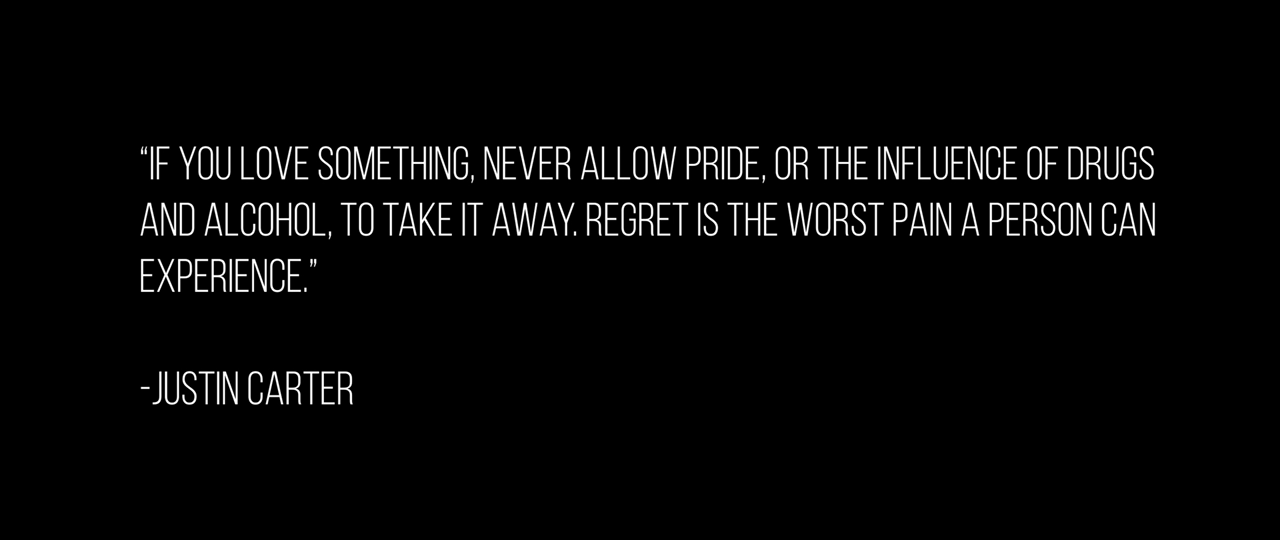 “IF YOU LOVE SOMETHING, NEVER ALLOW PRIDE, OR THE INFLUENCE OF DRUGS
AND ALCOHOL, TO TAKE IT AWAY. REGRET IS THE WORST PAIN A PERSON CAN
EXPERIENCE.”
-JUSTIN CARTER